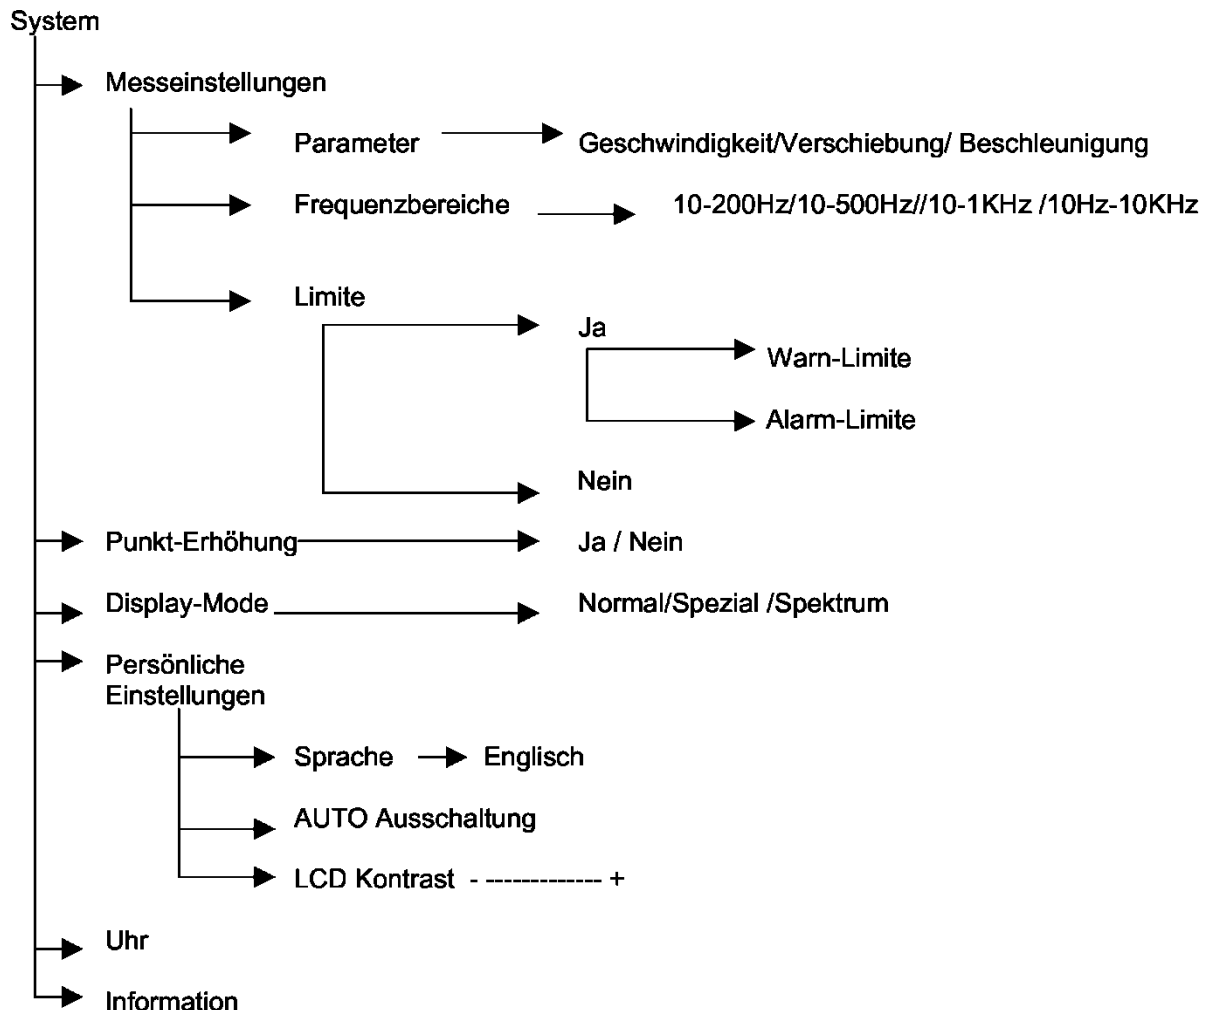 System
Messeinstellungen
Parameter Geschwindigkeit/Verschiebung/ Beschleunigung
Frequenzbereiche 10-200Hz/10-500Hz//10-1KHz /10Hz-10KHz
Limite
Ja
Warn-Limite
Alarm-Limite
Nein
Punkt-Erhöhung Ja / Nein
Display-Mode Normal/Spezial /Spektrum
Persönliche
Einstellungen
Sprache Englisch
AUTO Ausschaltung
LCD Kontrast - ------------- +
Uhr
Information